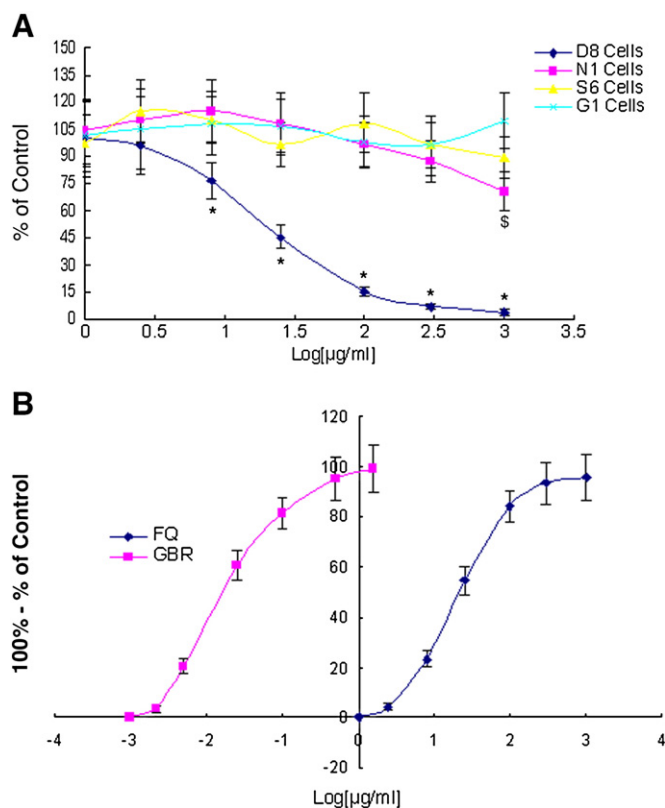 A
150
135
120
105
90
75
60
45
30
15
0
% of Control
D8 Cells
N1 Cells
S6 Cells
G1 Cells
* * * * * $
0 0.5 1 1.5 2 2.5 3 3.5
Log[µg/ml]
B
120
100
80
60
40
20
0
-20
100% - % of Control
FQ
GBR
-4 -3 -2 -1 0 1 2 3 4
Log[µg/ml]